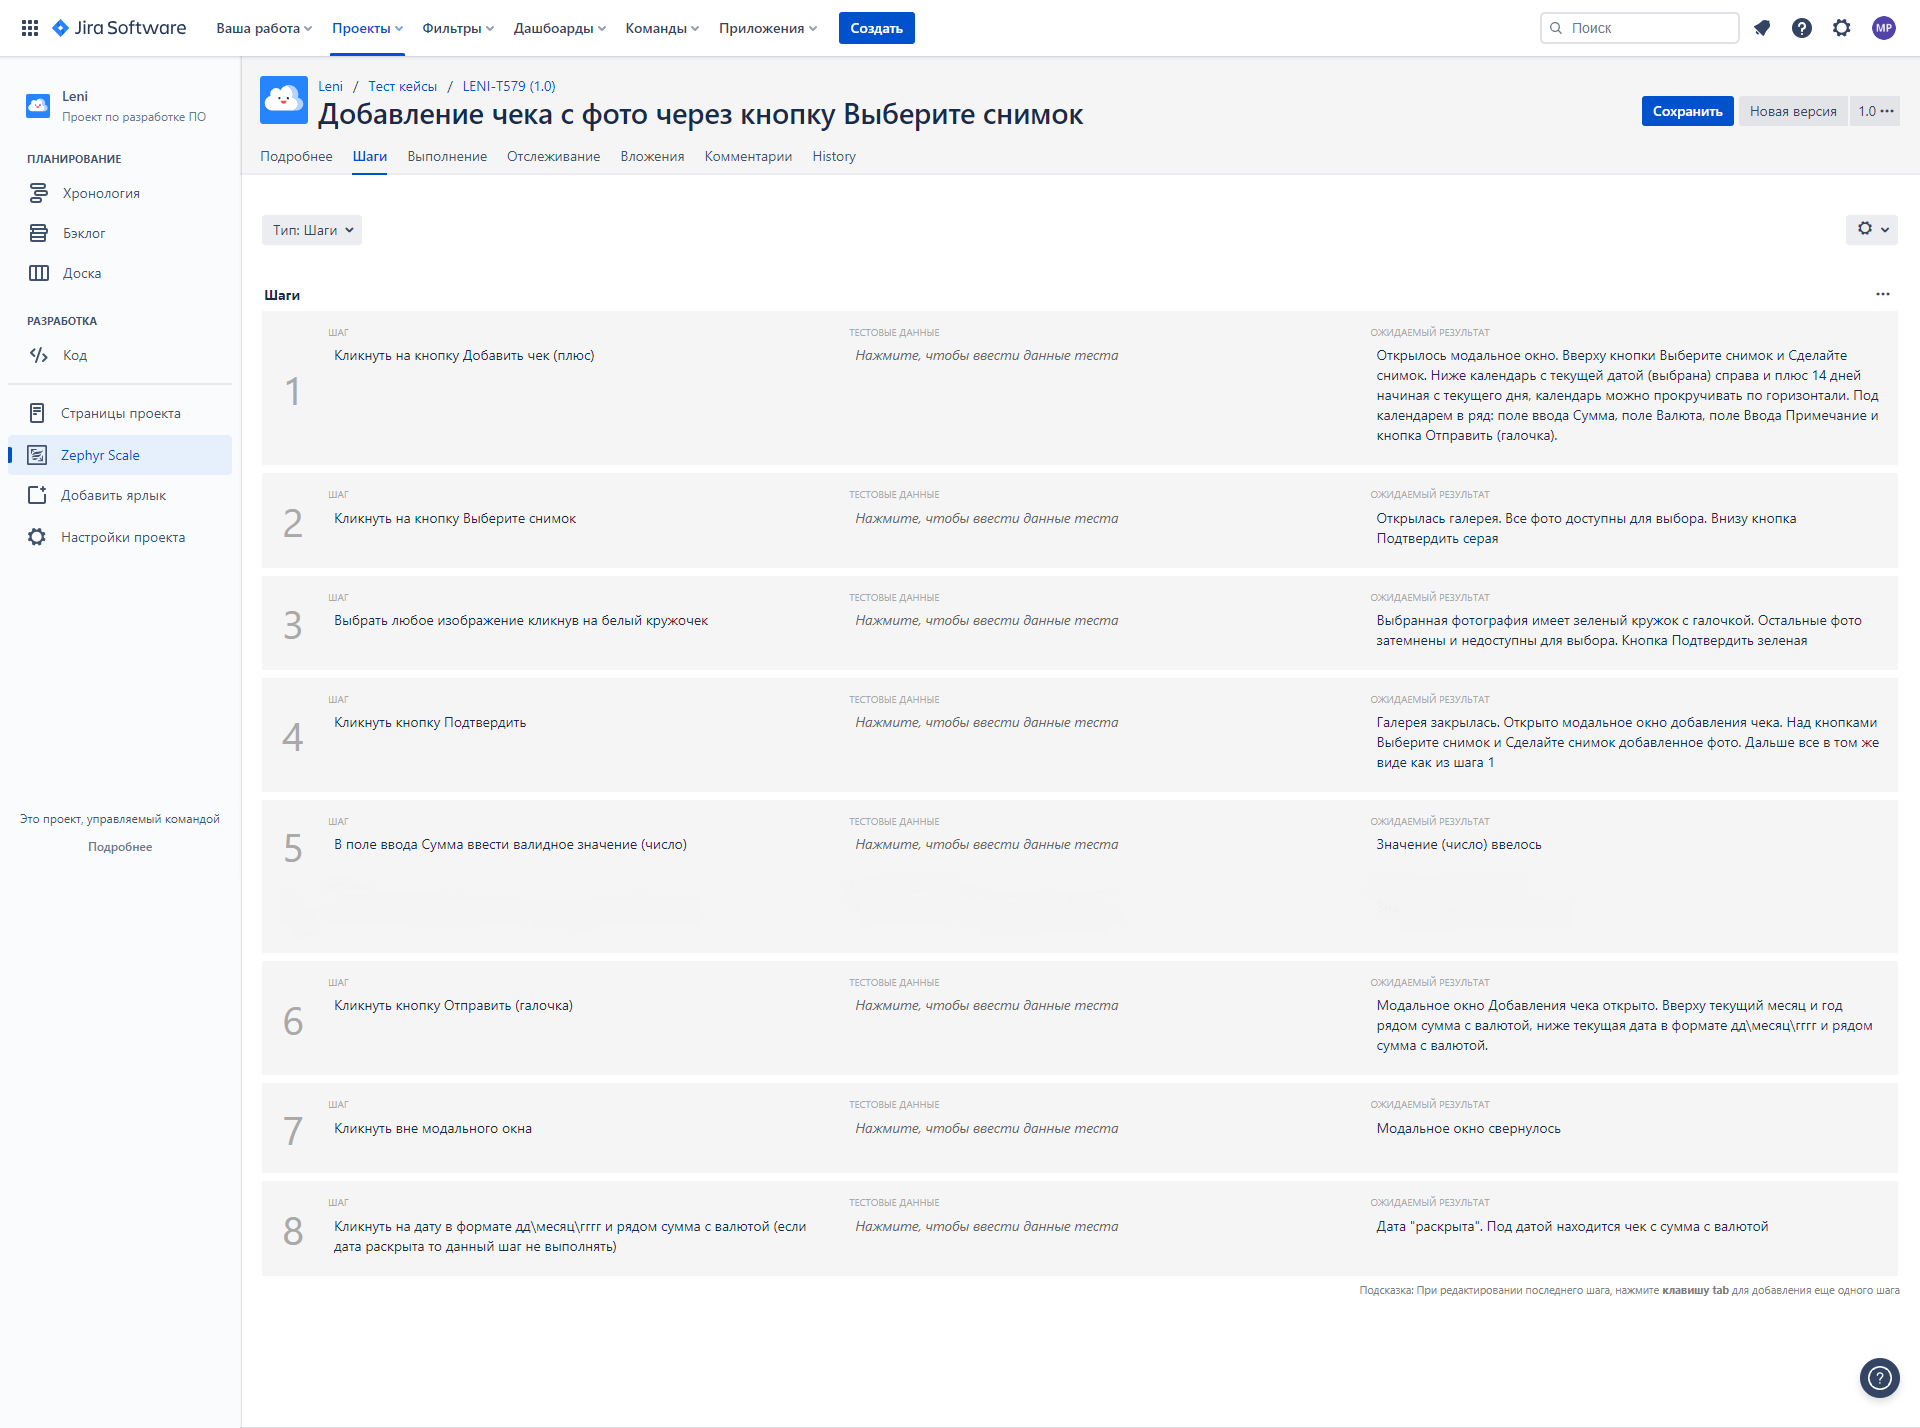 Jira Software
Ваша работа
Проекты
Фильтры
Дашбоарды
Команды
Приложения
Создать
Поиск
MP
Leni
Проект по разработке ПО
ПЛАНИРОВАНИЕ
Хронология
Бэклог
Доска
РАЗРАБОТКА
Код
Страницы проекта
Zephyr Scale
Добавить ярлык
Настройки проекта
Это проект, управляемый командой
Подробнее
Leni / Тест кейсы / LENI-T579 (1.0)
Добавление чека с фото через кнопку Выберите снимок
Сохранить
Новая версия
1.0
Подробнее
Шаги
Выполнение
Отслеживание
Вложения
Комментарии
History
Тип: Шаги
Шаги
1
ШАГ
Кликнуть на кнопку Добавить чек (плюс)
ТЕСТОВЫЕ ДАННЫЕ
Нажмите, чтобы ввести данные теста
ОЖИДАЕМЫЙ РЕЗУЛЬТАТ
Открылось модальное окно. Вверху кнопки Выберите снимок и Сделайте
снимок. Ниже календарь с текущей датой (выбрана) справа и плюс 14 дней
начиная с текущего дня, календарь можно прокручивать по горизонтали. Под
календарем в ряд: поле ввода Сумма, поле Валюта, поле Ввода Примечание и
кнопка Отправить (галочка).
2
ШАГ
Кликнуть на кнопку Выберите снимок
ТЕСТОВЫЕ ДАННЫЕ
Нажмите, чтобы ввести данные теста
ОЖИДАЕМЫЙ РЕЗУЛЬТАТ
Открылась галерея. Все фото доступны для выбора. Внизу кнопка
Подтвердить серая
3
ШАГ
Выбрать любое изображение кликнув на белый кружочек
ТЕСТОВЫЕ ДАННЫЕ
Нажмите, чтобы ввести данные теста
ОЖИДАЕМЫЙ РЕЗУЛЬТАТ
Выбранная фотография имеет зеленый кружок с галочкой. Остальные фото
затемнены и недоступны для выбора. Кнопка Подтвердить зеленая
4
ШАГ
Кликнуть кнопку Подтвердить
ТЕСТОВЫЕ ДАННЫЕ
Нажмите, чтобы ввести данные теста
ОЖИДАЕМЫЙ РЕЗУЛЬТАТ
Галерея закрылась. Открыто модальное окно добавления чека. Над кнопками
Выберите снимок и Сделайте снимок добавленное фото. Дальше все в том же
виде как из шага 1
5
ШАГ
В поле ввода Сумма ввести валидное значение (число)
ТЕСТОВЫЕ ДАННЫЕ
Нажмите, чтобы ввести данные теста
ОЖИДАЕМЫЙ РЕЗУЛЬТАТ
Значение (число) ввелось
6
ШАГ
Кликнуть кнопку Отправить (галочка)
ТЕСТОВЫЕ ДАННЫЕ
Нажмите, чтобы ввести данные теста
ОЖИДАЕМЫЙ РЕЗУЛЬТАТ
Модальное окно Добавления чека открыто. Вверху текущий месяц и год
рядом сумма с валютой, ниже текущая дата в формате дд\месяц\гггг и рядом
сумма с валютой.
7
ШАГ
Кликнуть вне модального окна
ТЕСТОВЫЕ ДАННЫЕ
Нажмите, чтобы ввести данные теста
ОЖИДАЕМЫЙ РЕЗУЛЬТАТ
Модальное окно свернулось
8
ШАГ
Кликнуть на дату в формате дд\месяц\гггг и рядом сумма с валютой (если
дата раскрыта то данный шаг не выполнять)
ТЕСТОВЫЕ ДАННЫЕ
Нажмите, чтобы ввести данные теста
ОЖИДАЕМЫЙ РЕЗУЛЬТАТ
Дата "раскрыта". Под датой находится чек с сумма с валютой
Подсказка: При редактировании последнего шага, нажмите клавишу tab для добавления еще одного шага